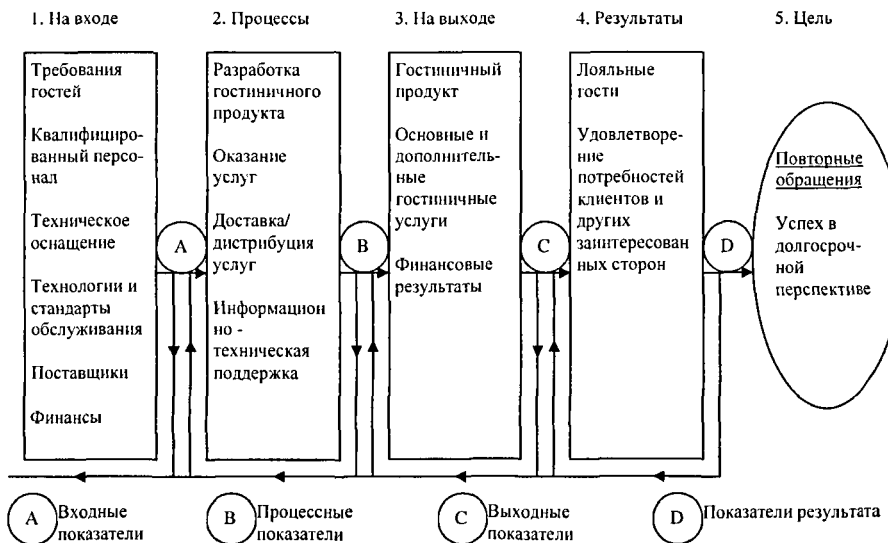 1. На входе
2. Процессы
3. На выходе
4. Результаты
5. Цель
Требования
гостей
Квалифициро-
ванный персо-
нал
Техническое
оснащение
Технологии и
стандарты
обслуживания
Поставщики
Финансы
A
Разработка
гостиничного
продукта
Оказание
услуг
Доставка/
дистрибуция
услуг
Информацион
но -
техническая
поддержка
B
Гостиничный
продукт
Основные и
дополнитель-
ные
гостиничные
услуги
Финансовые
результаты
C
Лояльные
гости
Удовлетворе-
ние
потребностей
клиентов и
других
заинтересован
ных сторон
D
Повторные
обращения
Успех в
долгосроч-
ной
перспективе
A Входные
показатели
B Процессные
показатели
C Выходные
показатели
D Показатели результата